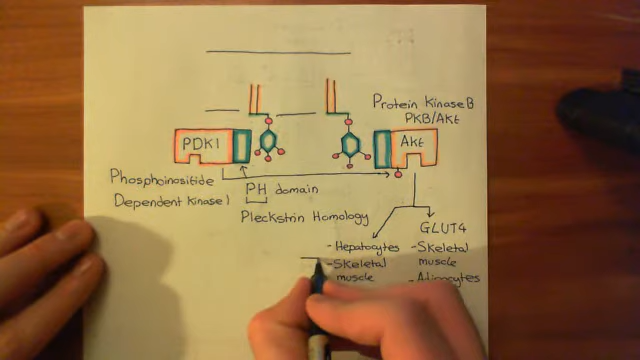 Protein Kinase B
PKB/Akt
PDK1
Akt
Phosphoinositide
Dependent Kinase 1
PH domain
Pleckstrin Homology
GLUT4
- Hepatocytes
- Skeletal
muscle
- Skeletal
muscle
- Adipocytes